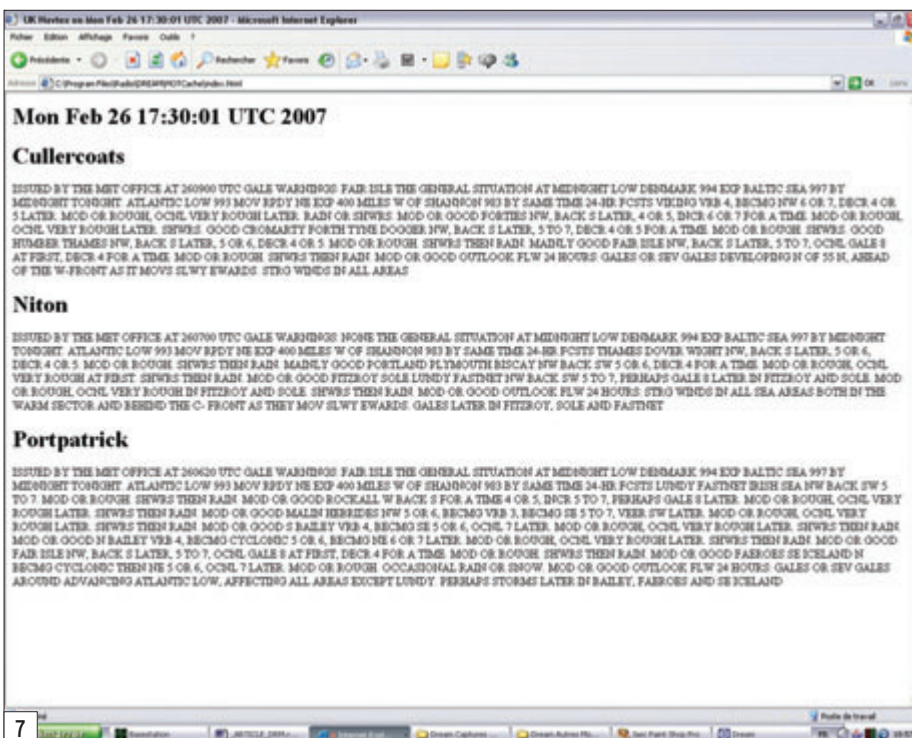 UK Navtex on Mon Feb 26 17:30:01 UTC 2007 - Microsoft Internet Explorer
Fichier Edition Affichage Favoris Outils ?
Précédente Rechercher Favoris
C:\Program Files\Radio\DREAM\MOTCache\index.html OK
Mon Feb 26 17:30:01 UTC 2007
Cullercoats
ISSUED BY THE MET OFFICE AT 260900 UTC GALE WARNINGS: FAIR ISLE THE GENERAL SITUATION AT MIDNIGHT LOW DENMARK 994 EXP BALTIC SEA 997 BY
MIDNIGHT TONIGHT. ATLANTIC LOW 993 MOV RPDY NE EXP 400 MILES W OF SHANNON 983 BY SAME TIME 24-HR FCSTS VIKING VRB 4, BECMG NW 6 OR 7, DECR 4 OR
5 LATER. MOD OR ROUGH, OCNL VERY ROUGH LATER. RAIN OR SHWRS. MOD OR GOOD FORTIES NW, BACK S LATER, 4 OR 5, INCR 6 OR 7 FOR A TIME. MOD OR ROUGH,
OCNL VERY ROUGH LATER. SHWRS. GOOD CROMARTY FORTH TYNE DOGGER NW, BACK S LATER, 5 TO 7, DECR 4 OR 5 FOR A TIME. MOD OR ROUGH. SHWRS. GOOD
HUMBER THAMES NW, BACK S LATER, 5 OR 6, DECR 4 OR 5. MOD OR ROUGH. SHWRS THEN RAIN. MAINLY GOOD FAIR ISLE NW, BACK S LATER, 5 TO 7, OCNL GALE 8
AT FIRST, DECR 4 FOR A TIME. MOD OR ROUGH. SHWRS THEN RAIN. MOD OR GOOD OUTLOOK FLW 24 HOURS: GALES OR SEV GALES DEVELOPING N OF 55 N, AHEAD
OF THE W-FRONT AS IT MOVS SLWY EWARDS. STRG WINDS IN ALL AREAS
Niton
ISSUED BY THE MET OFFICE AT 260700 UTC GALE WARNINGS: NONE THE GENERAL SITUATION AT MIDNIGHT LOW DENMARK 994 EXP BALTIC SEA 997 BY MIDNIGHT
TONIGHT. ATLANTIC LOW 993 MOV RPDY NE EXP 400 MILES W OF SHANNON 983 BY SAME TIME 24-HR FCSTS THAMES DOVER WIGHT NW, BACK S LATER, 5 OR 6,
DECR 4 OR 5. MOD OR ROUGH. SHWRS THEN RAIN. MAINLY GOOD PORTLAND PLYMOUTH BISCAY NW BACK SW 5 OR 6, DECR 4 FOR A TIME. MOD OR ROUGH, OCNL
VERY ROUGH AT FIRST. SHWRS THEN RAIN. MOD OR GOOD FITZROY SOLE LUNDY FASTNET NW BACK SW 5 TO 7, PERHAPS GALE 8 LATER IN FITZROY AND SOLE. MOD
OR ROUGH, OCNL VERY ROUGH IN FITZROY AND SOLE. SHWRS THEN RAIN. MOD OR GOOD OUTLOOK FLW 24 HOURS: STRG WINDS IN ALL SEA AREAS BOTH IN THE
WARM SECTOR AND BEHIND THE C- FRONT AS THEY MOV SLWY EWARDS. GALES LATER IN FITZROY, SOLE AND FASTNET
Portpatrick
ISSUED BY THE MET OFFICE AT 260620 UTC GALE WARNINGS: FAIR ISLE THE GENERAL SITUATION AT MIDNIGHT LOW DENMARK 994 EXP BALTIC SEA 997 BY
MIDNIGHT TONIGHT. ATLANTIC LOW 993 MOV RPDY NE EXP 400 MILES W OF SHANNON 983 BY SAME TIME 24-HR FCSTS LUNDY FASTNET IRISH SEA NW BACK SW 5
TO 7. MOD OR ROUGH. SHWRS THEN RAIN. MOD OR GOOD ROCKALL W BACK S FOR A TIME 4 OR 5, INCR 5 TO 7, PERHAPS GALE 8 LATER. MOD OR ROUGH, OCNL VERY
ROUGH LATER. SHWRS THEN RAIN. MOD OR GOOD MALIN HEBRIDES NW 5 OR 6, BECMG VRB 3, BECMG SE 5 TO 7, VEER SW LATER. MOD OR ROUGH, OCNL VERY
ROUGH LATER. SHWRS THEN RAIN. MOD OR GOOD S BAILEY VRB 4, BECMG SE 5 OR 6, OCNL 7 LATER. MOD OR ROUGH, OCNL VERY ROUGH LATER. SHWRS THEN RAIN.
MOD OR GOOD N BAILEY VRB 4, BECMG CYCLONIC 5 OR 6, BECMG NE 6 OR 7 LATER. MOD OR ROUGH, OCNL VERY ROUGH LATER. SHWRS THEN RAIN. MOD OR GOOD
FAIR ISLE NW, BACK S LATER, 5 TO 7, OCNL GALE 8 AT FIRST, DECR 4 FOR A TIME. MOD OR ROUGH. SHWRS THEN RAIN. MOD OR GOOD FAEROES SE ICELAND N
BECMG CYCLONIC THEN NE 5 OR 6, OCNL 7 LATER. MOD OR ROUGH. OCCASIONAL RAIN OR SNOW. MOD OR GOOD OUTLOOK FLW 24 HOURS: GALES OR SEV GALES
AROUND ADVANCING ATLANTIC LOW, AFFECTING ALL AREAS EXCEPT LUNDY. PERHAPS STORMS LATER IN BAILEY, FAEROES AND SE ICELAND
Poste de travail
7
Dream Captures ... Dream Autres Mo... Jasc Paint Shop Pro Dream FR